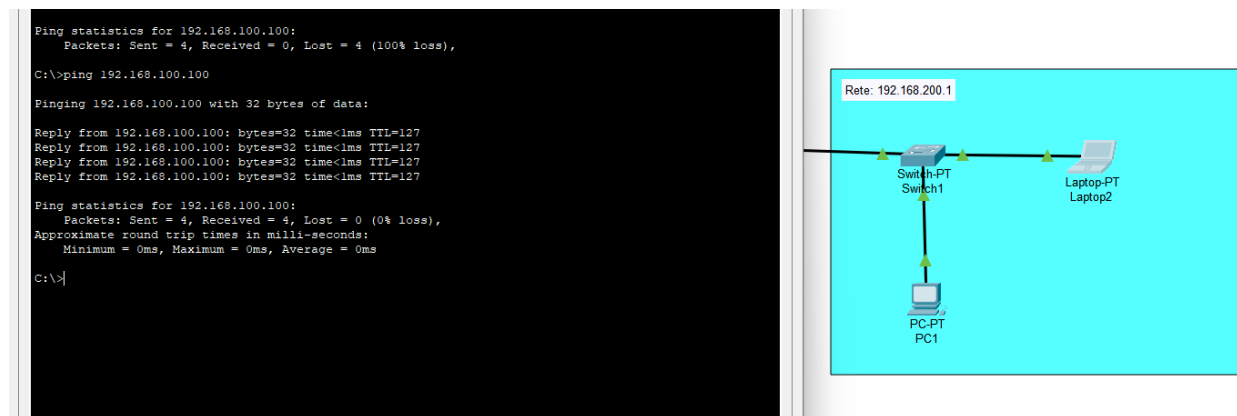 Ping statistics for 192.168.100.100:
    Packets: Sent = 4, Received = 0, Lost = 4 (100% loss),
C:\>ping 192.168.100.100
Pinging 192.168.100.100 with 32 bytes of data:
Reply from 192.168.100.100: bytes=32 time<1ms TTL=127
Reply from 192.168.100.100: bytes=32 time<1ms TTL=127
Reply from 192.168.100.100: bytes=32 time<1ms TTL=127
Reply from 192.168.100.100: bytes=32 time<1ms TTL=127
Ping statistics for 192.168.100.100:
    Packets: Sent = 4, Received = 4, Lost = 0 (0% loss),
Approximate round trip times in milli-seconds:
    Minimum = 0ms, Maximum = 0ms, Average = 0ms
C:\>
Rete: 192.168.200.1
Switch-PT
Switch1
Laptop-PT
Laptop2
PC-PT
PC1